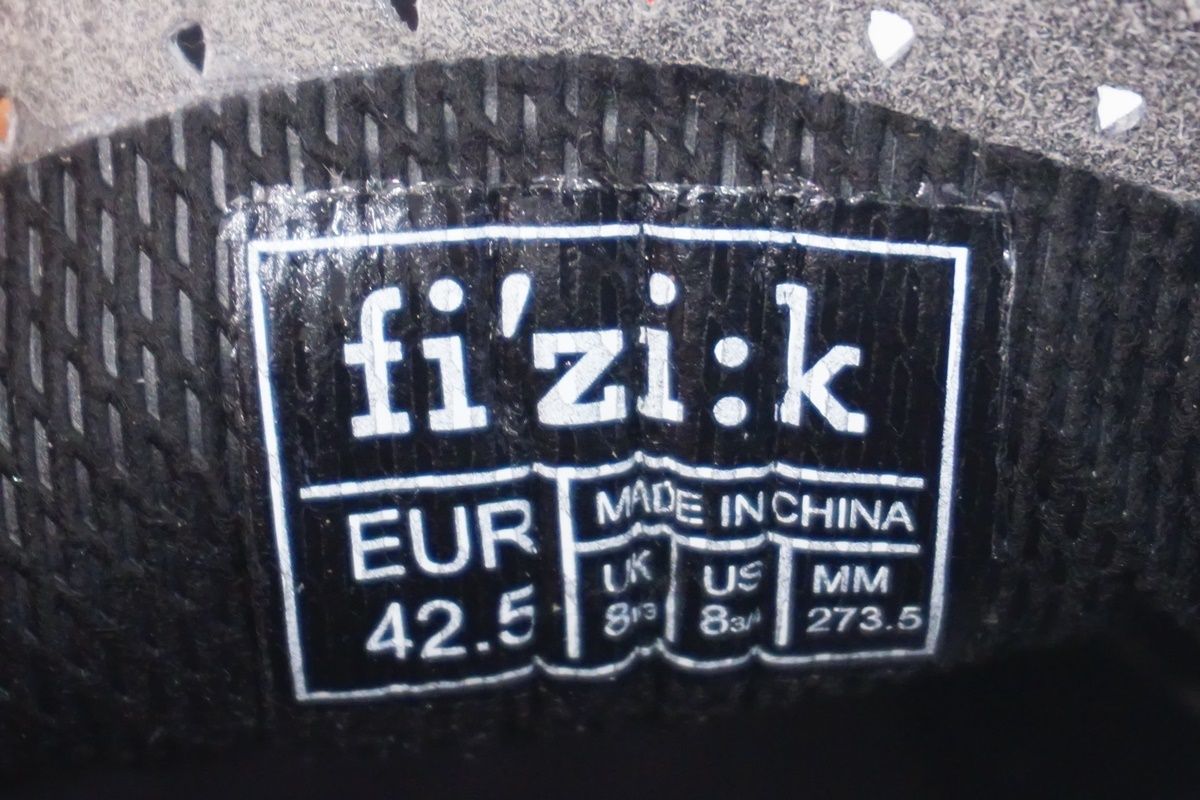 fi'zi:k
EUR
42.5
MADE IN CHINA
UK US MM
8 1/3 8 3/4 273.5